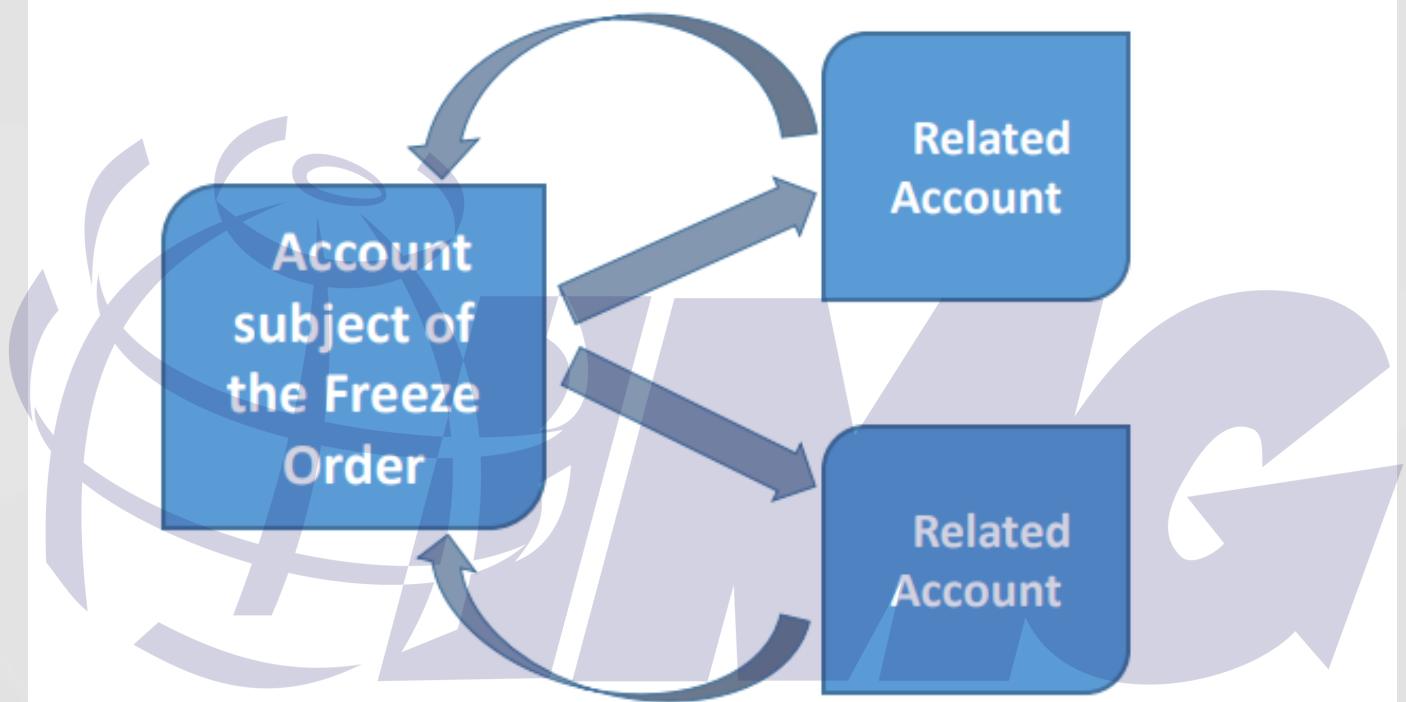 Account
subject of
the Freeze
Order
Related
Account
Related
Account